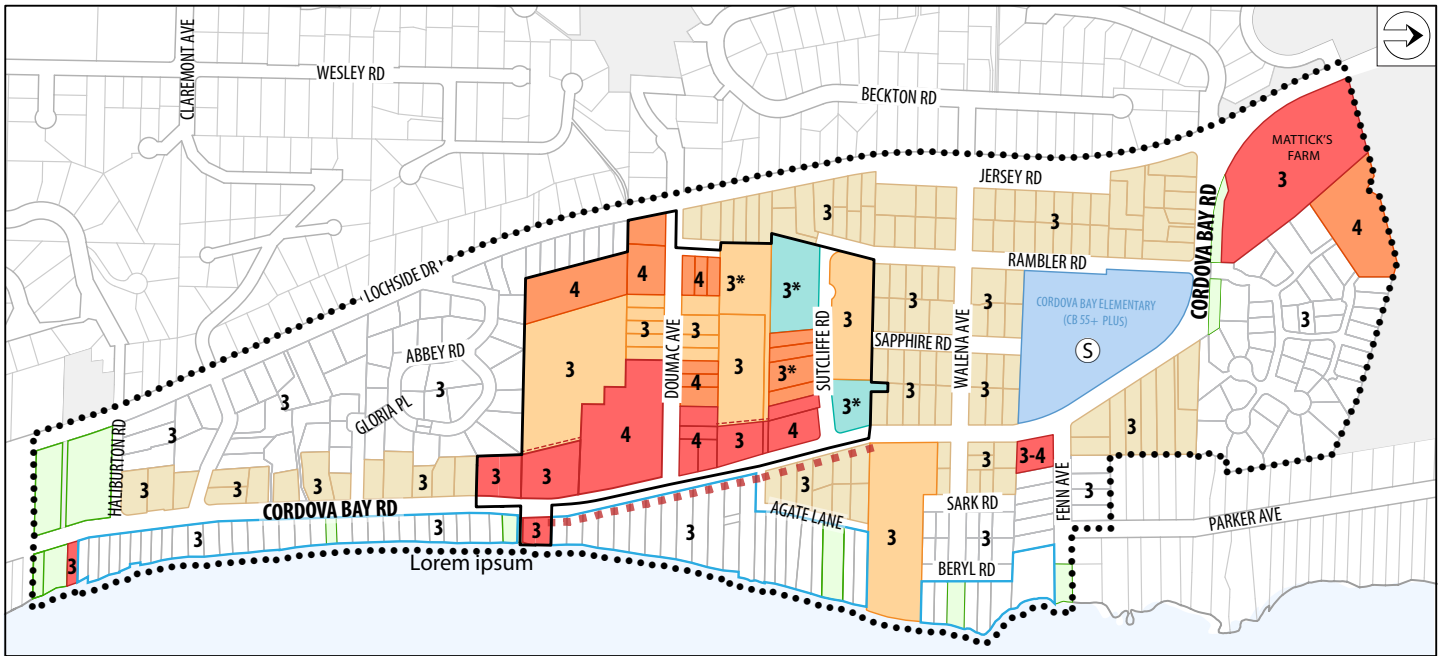 CLAREMONT AVE
WESLEY RD
BECKTON RD
MATTICK'S
FARM
3
JERSEY RD
3
3
CORDOVA BAY RD
4
RAMBLER RD
LOCHSIDE DR
4
4
4
3*
3*
3
3
3
CORDOVA BAY ELEMENTARY
(CB 55+ PLUS)
S
3
3
3
DOUMAC AVE
SUTCLIFFE RD
SAPPHIRE RD
WALENA AVE
ABBEY RD
3
3
3
3*
4
3
3
3
GLORIA PL
3*
3
HALIBURTON RD
3
4
4
3
4
3
3
3
3
3
3
3
3
3-4
3
3
CORDOVA BAY RD
AGATE LANE
SARK RD
FENN AVE
PARKER AVE
3
3
3
3
3
3
3
BERYL RD
Lorem ipsum